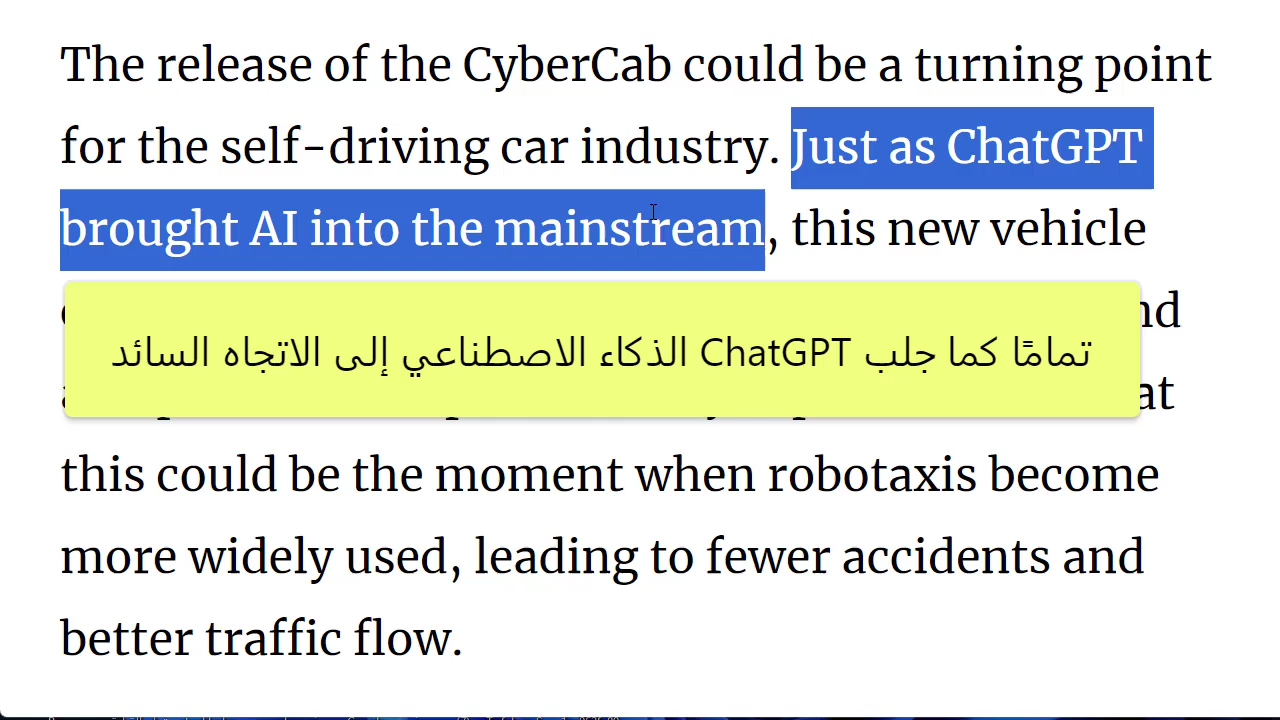 The release of the CyberCab could be a turning point
for the self-driving car industry. Just as ChatGPT
brought AI into the mainstream, this new vehicle
تمامًا كما جلب ChatGPT الذكاء الاصطناعي إلى الاتجاه السائد
this could be the moment when robotaxis become
more widely used, leading to fewer accidents and
better traffic flow.